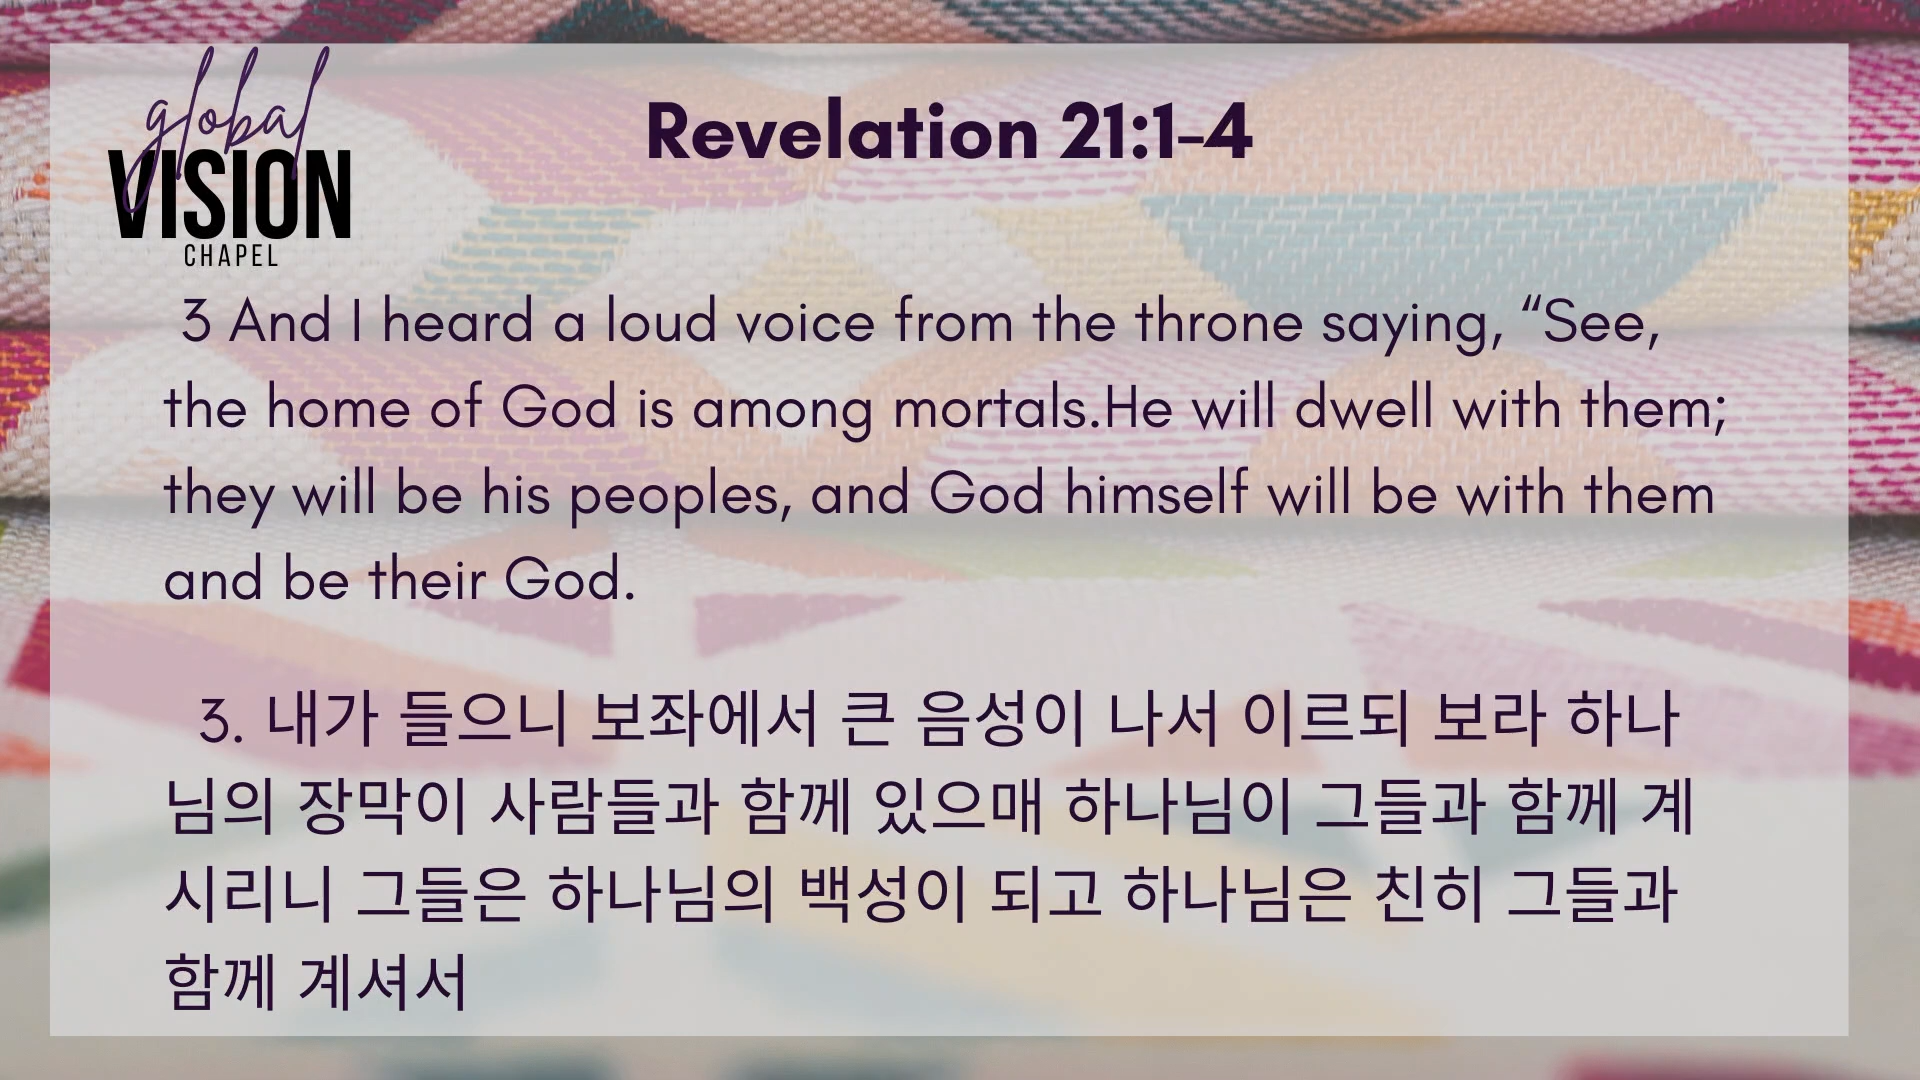 global
VISION
CHAPEL
Revelation 21:1-4
3 And I heard a loud voice from the throne saying, “See,
the home of God is among mortals.He will dwell with them;
they will be his peoples, and God himself will be with them
and be their God.
3. 내가 들으니 보좌에서 큰 음성이 나서 이르되 보라 하나
님의 장막이 사람들과 함께 있으매 하나님이 그들과 함께 계
시리니 그들은 하나님의 백성이 되고 하나님은 친히 그들과
함께 계셔서